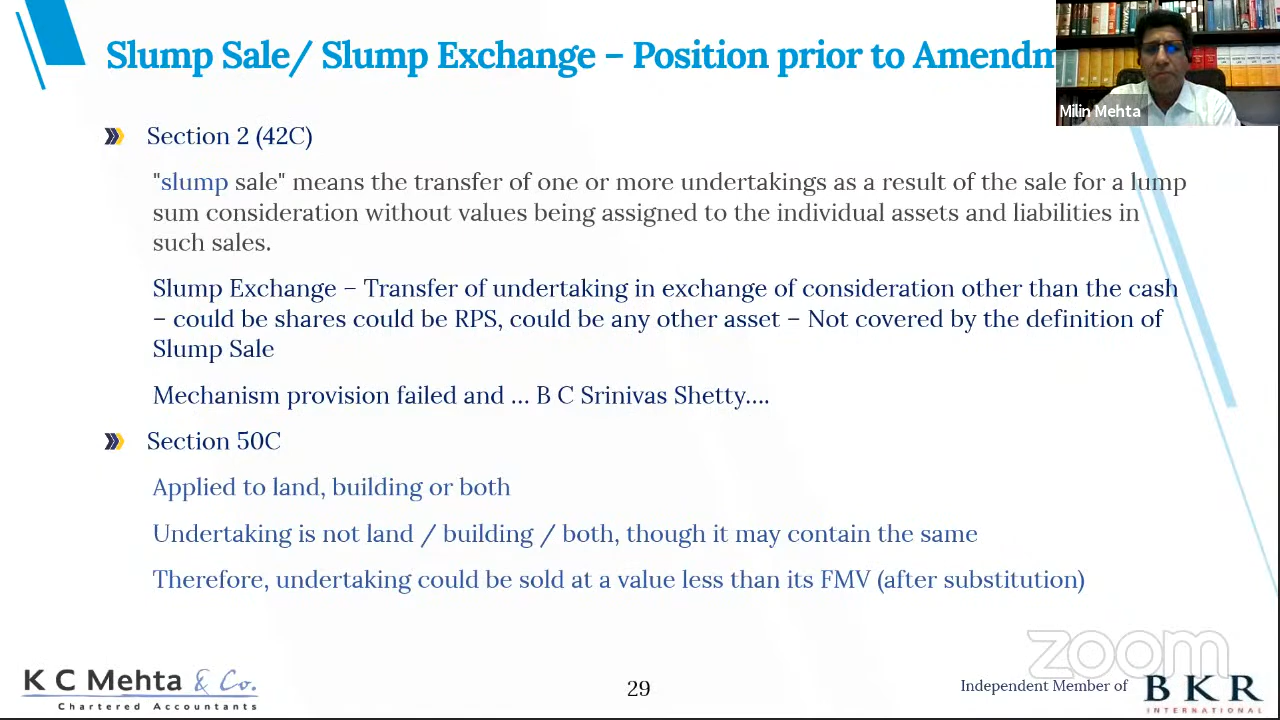 Slump Sale/ Slump Exchange – Position prior to Amendm
Milin Mehta
Section 2 (42C)
"slump sale" means the transfer of one or more undertakings as a result of the sale for a lump
sum consideration without values being assigned to the individual assets and liabilities in
such sales.
Slump Exchange – Transfer of undertaking in exchange of consideration other than the cash
– could be shares could be RPS, could be any other asset – Not covered by the definition of
Slump Sale
Mechanism provision failed and … B C Srinivas Shetty….
Section 50C
Applied to land, building or both
Undertaking is not land / building / both, though it may contain the same
Therefore, undertaking could be sold at a value less than its FMV (after substitution)
zoom
K C Mehta & Co.
Chartered Accountants
29
Independent Member of
BKR
INTERNATIONAL